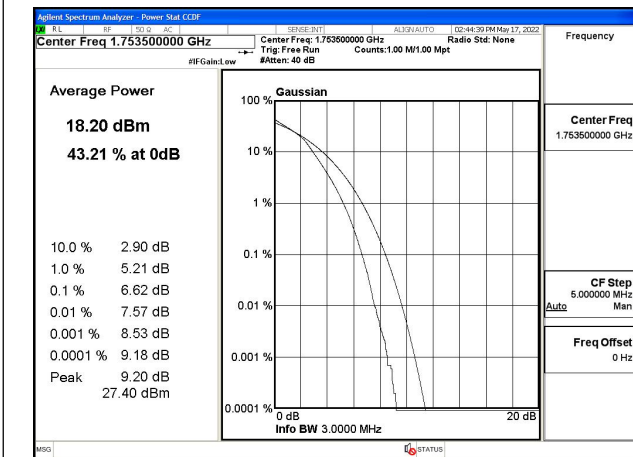 Agilent Spectrum Analyzer - Power Stat CCDF
RL RF 50 Ω AC SENSE:INT ALIGN AUTO 02:44:39 PM May 17, 2022
Center Freq 1.753500000 GHz
Center Freq: 1.753500000 GHz Radio Std: None
Trig: Free Run Counts:1.00 M/1.00 Mpt
#IFGain:Low #Atten: 40 dB
Frequency
Average Power
18.20 dBm
43.21 % at 0dB
10.0 % 2.90 dB
1.0 % 5.21 dB
0.1 % 6.62 dB
0.01 % 7.57 dB
0.001 % 8.53 dB
0.0001 % 9.18 dB
Peak 9.20 dB
27.40 dBm
Gaussian
100 %
10 %
1 %
0.1 %
0.01 %
0.001 %
0.0001 %
0 dB 20 dB
Info BW 3.0000 MHz
Center Freq
1.753500000 GHz
CF Step
5.000000 MHz
Auto Man
Freq Offset
0 Hz
MSG STATUS